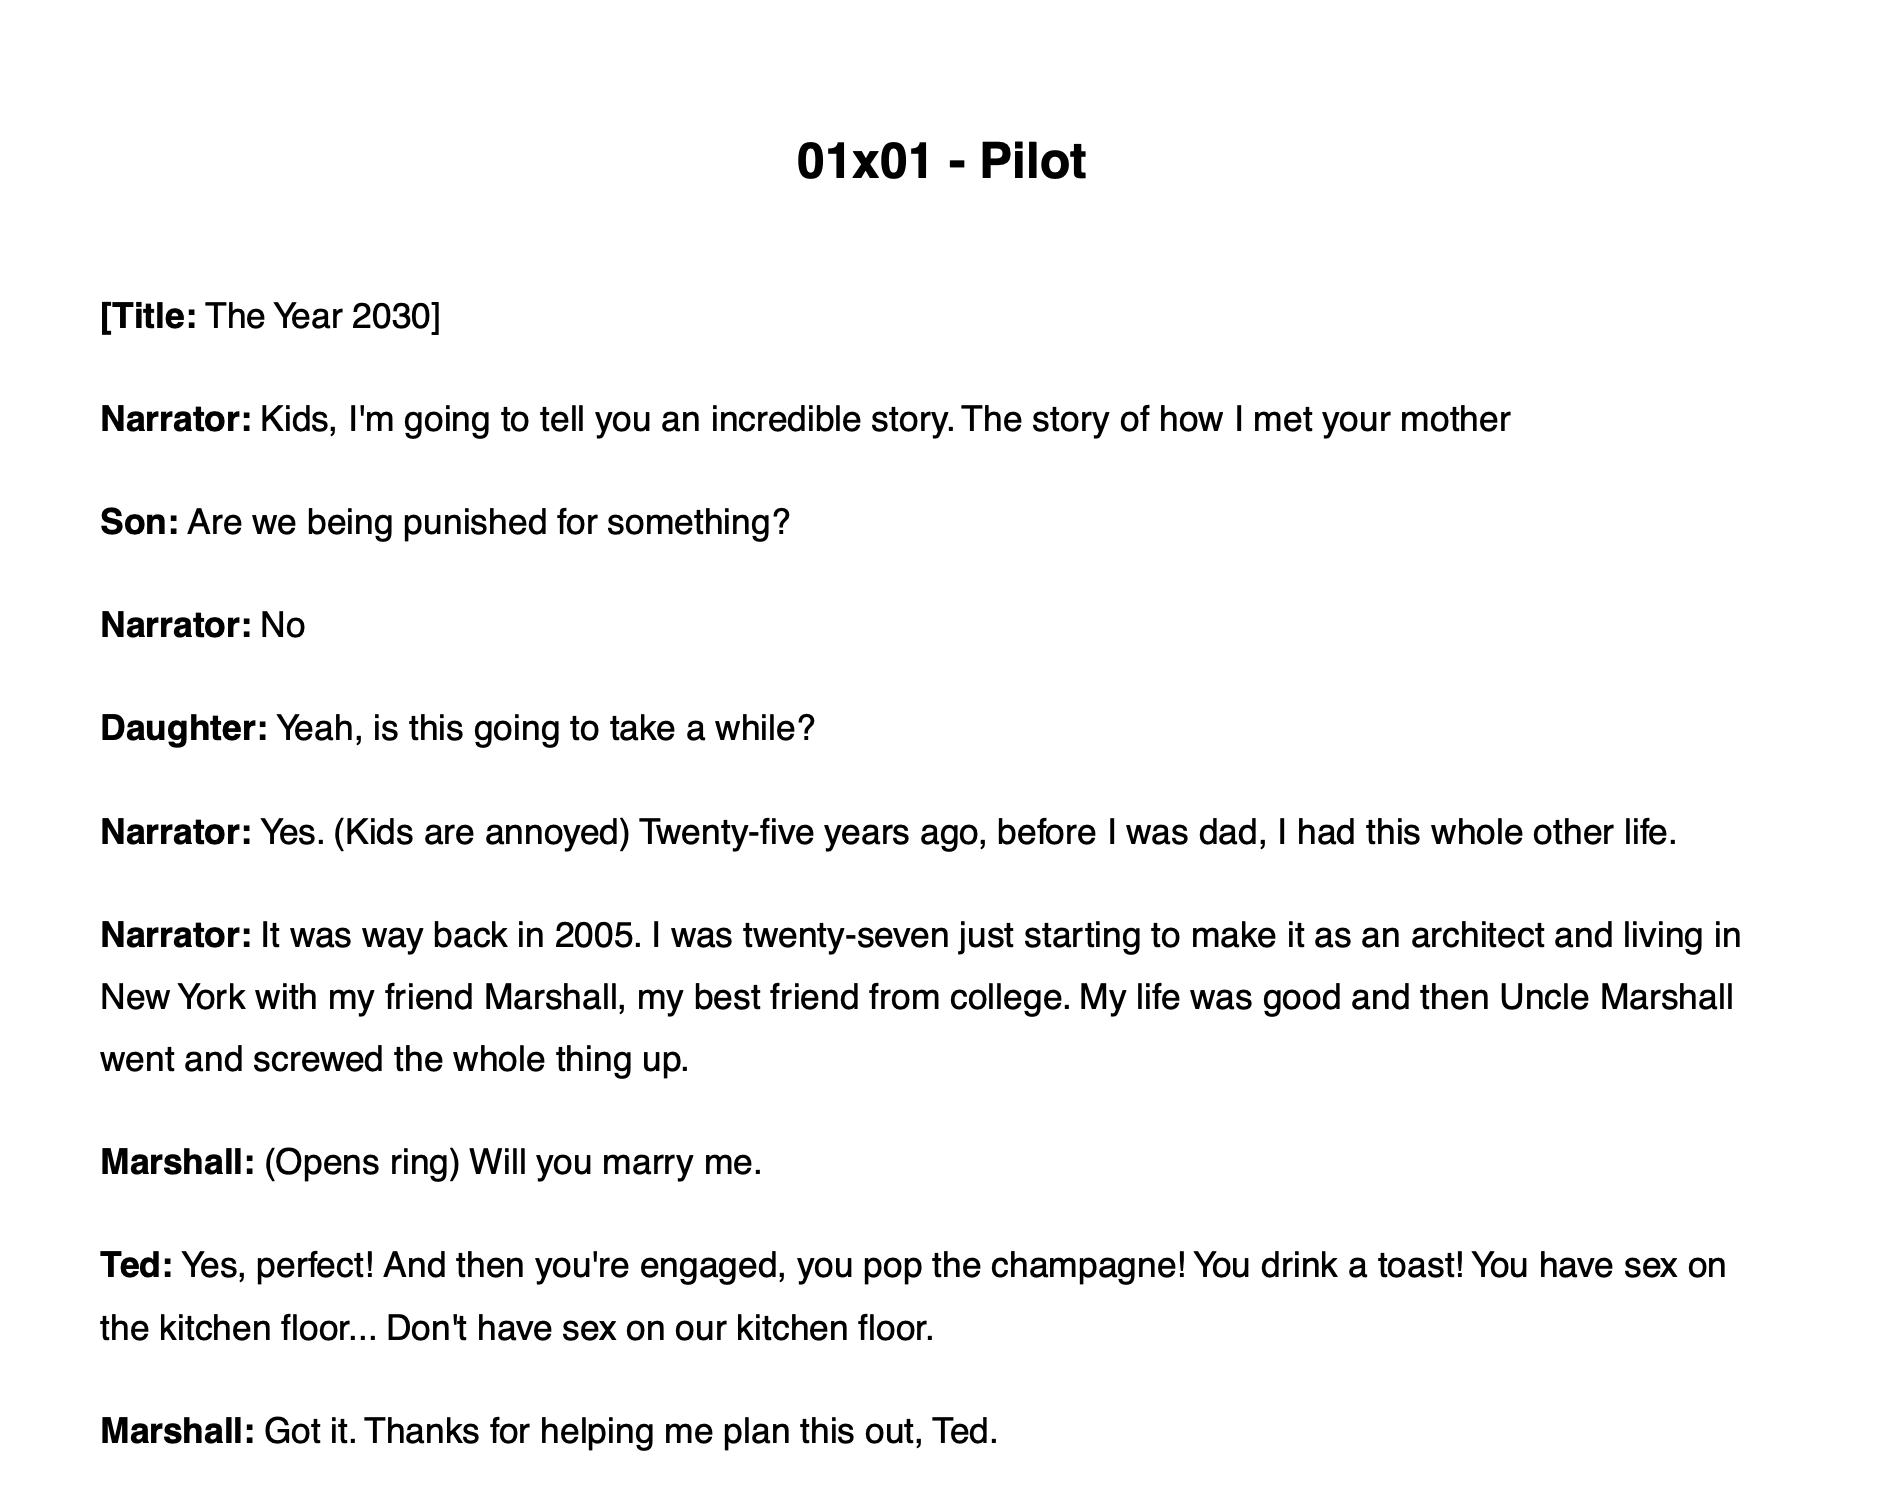 01x01 - Pilot
[Title: The Year 2030]
Narrator: Kids, I'm going to tell you an incredible story. The story of how I met your mother
Son: Are we being punished for something?
Narrator: No
Daughter: Yeah, is this going to take a while?
Narrator: Yes. (Kids are annoyed) Twenty-five years ago, before I was dad, I had this whole other life.
Narrator: It was way back in 2005. I was twenty-seven just starting to make it as an architect and living in
New York with my friend Marshall, my best friend from college. My life was good and then Uncle Marshall
went and screwed the whole thing up.
Marshall: (Opens ring) Will you marry me.
Ted: Yes, perfect! And then you're engaged, you pop the champagne! You drink a toast! You have sex on
the kitchen floor... Don't have sex on our kitchen floor.
Marshall: Got it. Thanks for helping me plan this out, Ted.